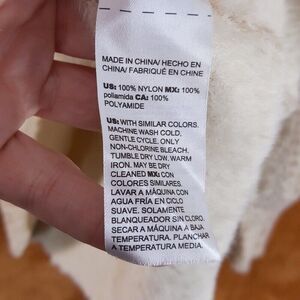 MADE IN CHINA/ HECHO EN
CHINA/ FABRIQUÉ EN CHINE
US: 100% NYLON MX: 100%
poliamida CA: 100%
POLYAMIDE
US: WITH SIMILAR COLORS.
MACHINE WASH COLD,
GENTLE CYCLE. ONLY
NON-CHLORINE BLEACH.
TUMBLE DRY LOW. WARM
IRON. MAY BE DRY
CLEANED MX: CON
COLORES SIMILARES.
LAVAR A MÁQUINA CON
AGUA FRÍA EN CICLO
SUAVE. SOLAMENTE
BLANQUEADOR SIN CLORO.
SECAR A MÁQUINA A BAJA
TEMPERATURA. PLANCHAR
A TEMPERATURA MEDIA.